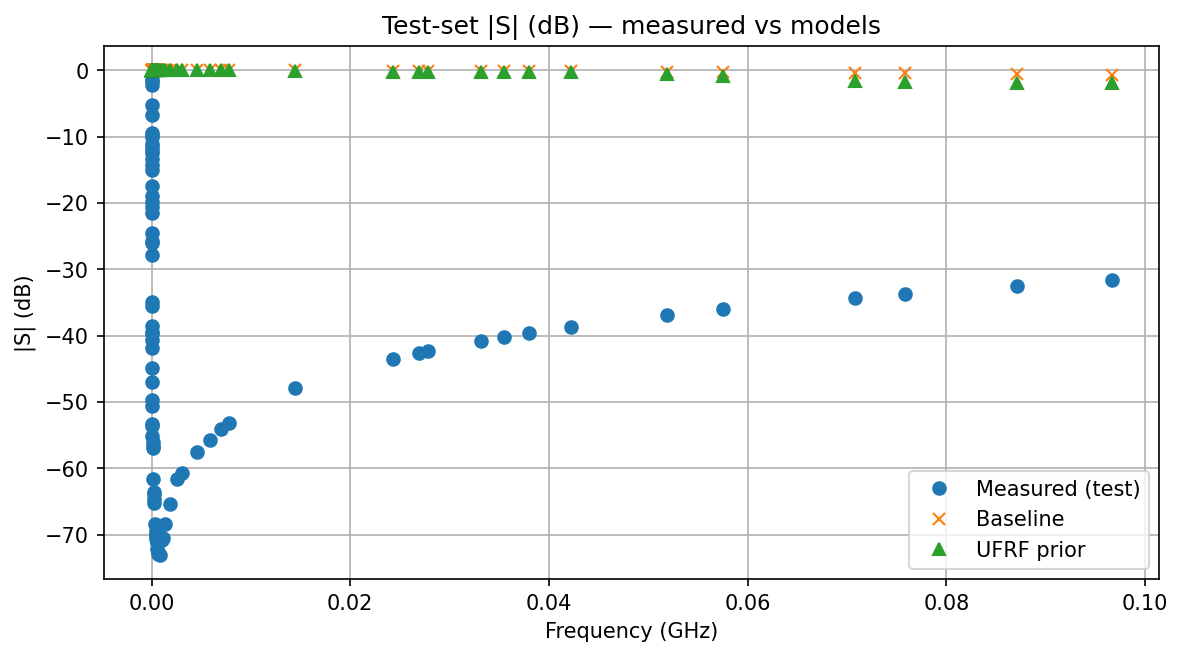 Test-set |S| (dB) — measured vs models
|S| (dB)
0
−10
−20
−30
−40
−50
−60
−70
Measured (test)
Baseline
UFRF prior
0.00 0.02 0.04 0.06 0.08 0.10
Frequency (GHz)